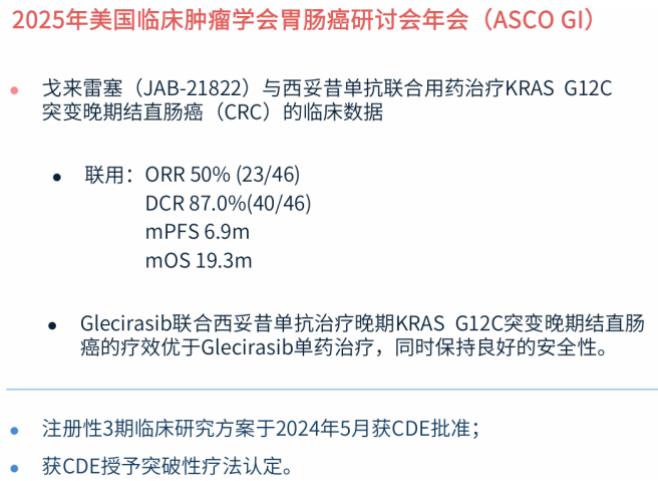 2025年美国临床肿瘤学会胃肠癌研讨会年会（ASCO GI）
戈来雷塞（JAB-21822）与西妥昔单抗联合用药治疗KRAS G12C
突变晚期结直肠癌（CRC）的临床数据
联用：ORR 50% (23/46)
DCR 87.0%(40/46)
mPFS 6.9m
mOS 19.3m
Glecirasib联合西妥昔单抗治疗晚期KRAS G12C突变晚期结直肠
癌的疗效优于Glecirasib单药治疗，同时保持良好的安全性。
注册性3期临床研究方案于2024年5月获CDE批准；
获CDE授予突破性疗法认定。